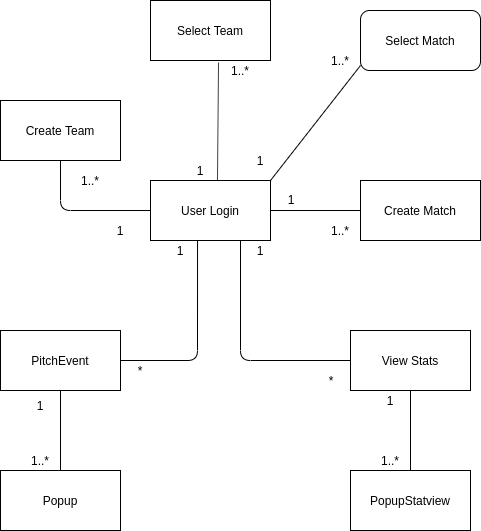 Select Team
Select Match
1..*
1..*
Create Team
1
1
1..*
User Login
1
Create Match
1
1..*
1
1
PitchEvent
*
View Stats
*
1
1
1..*
1..*
Popup
PopupStatview